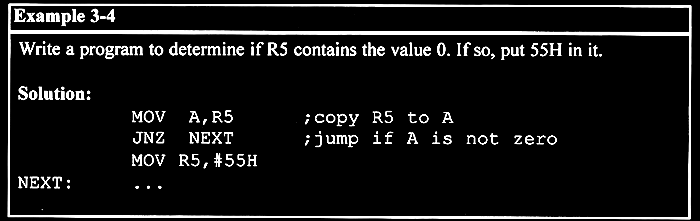 Example 3-4
Write a program to determine if R5 contains the value 0. If so, put 55H in it.
Solution:
MOV A,R5 ;copy R5 to A
JNZ NEXT ;jump if A is not zero
MOV R5,#55H
NEXT: ...